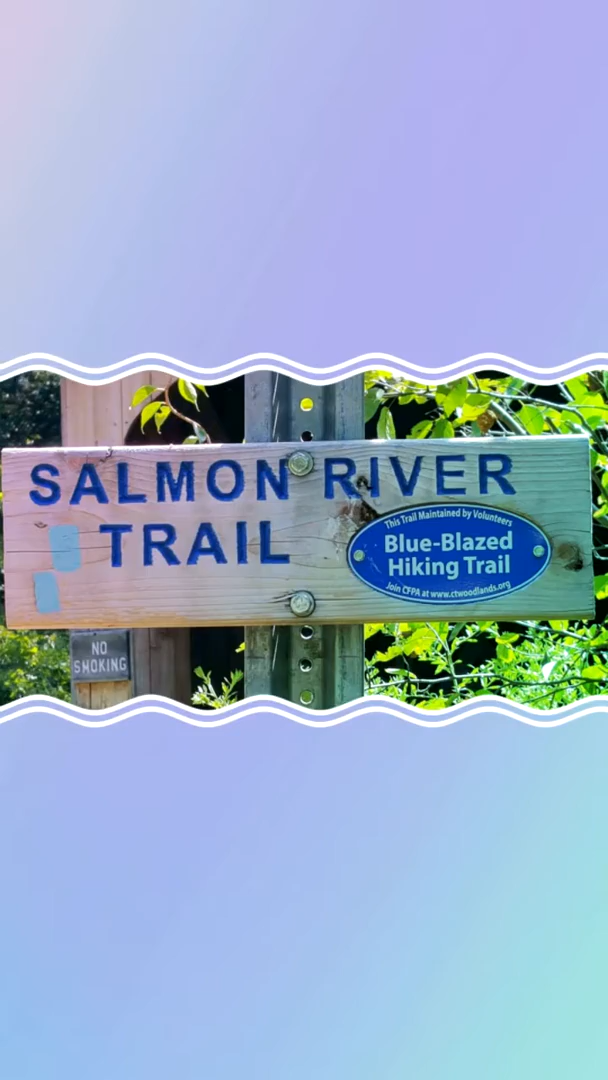 SALMON RIVER
TRAIL
This Trail Maintained by Volunteers
Blue-Blazed
Hiking Trail
Join CFPA at www.ctwoodlands.org
NO
SMOKING